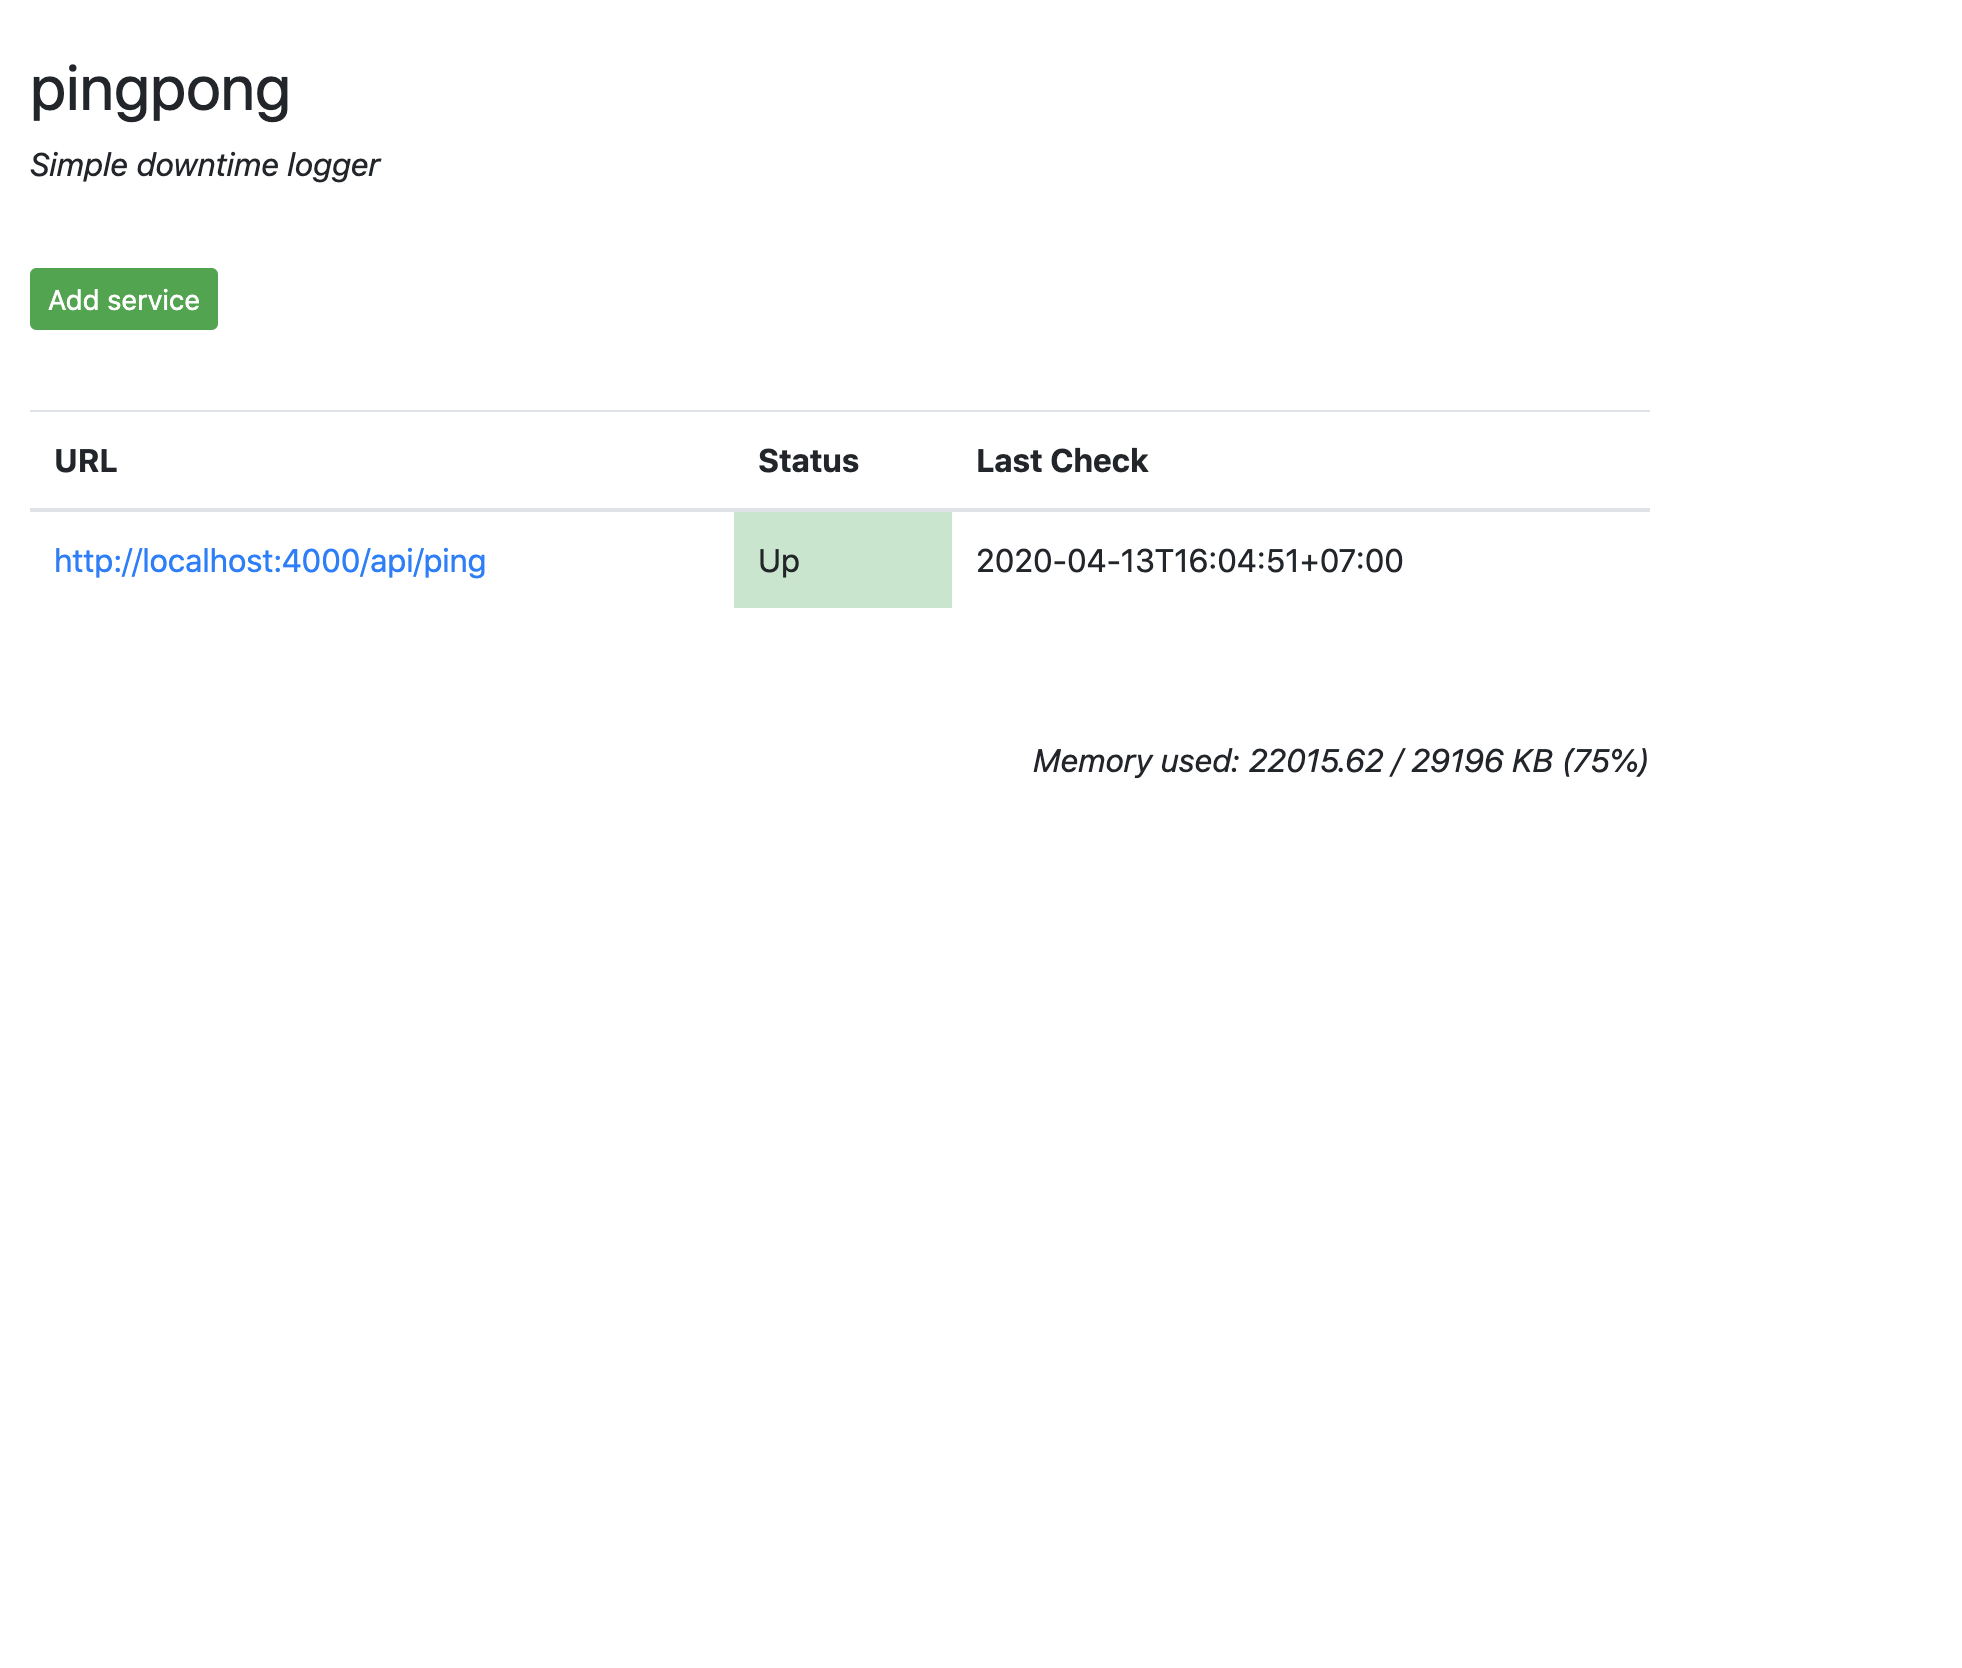 pingpong
Simple downtime logger
Add service
URL Status Last Check
http://localhost:4000/api/ping Up 2020-04-13T16:04:51+07:00
Memory used: 22015.62 / 29196 KB (75%)